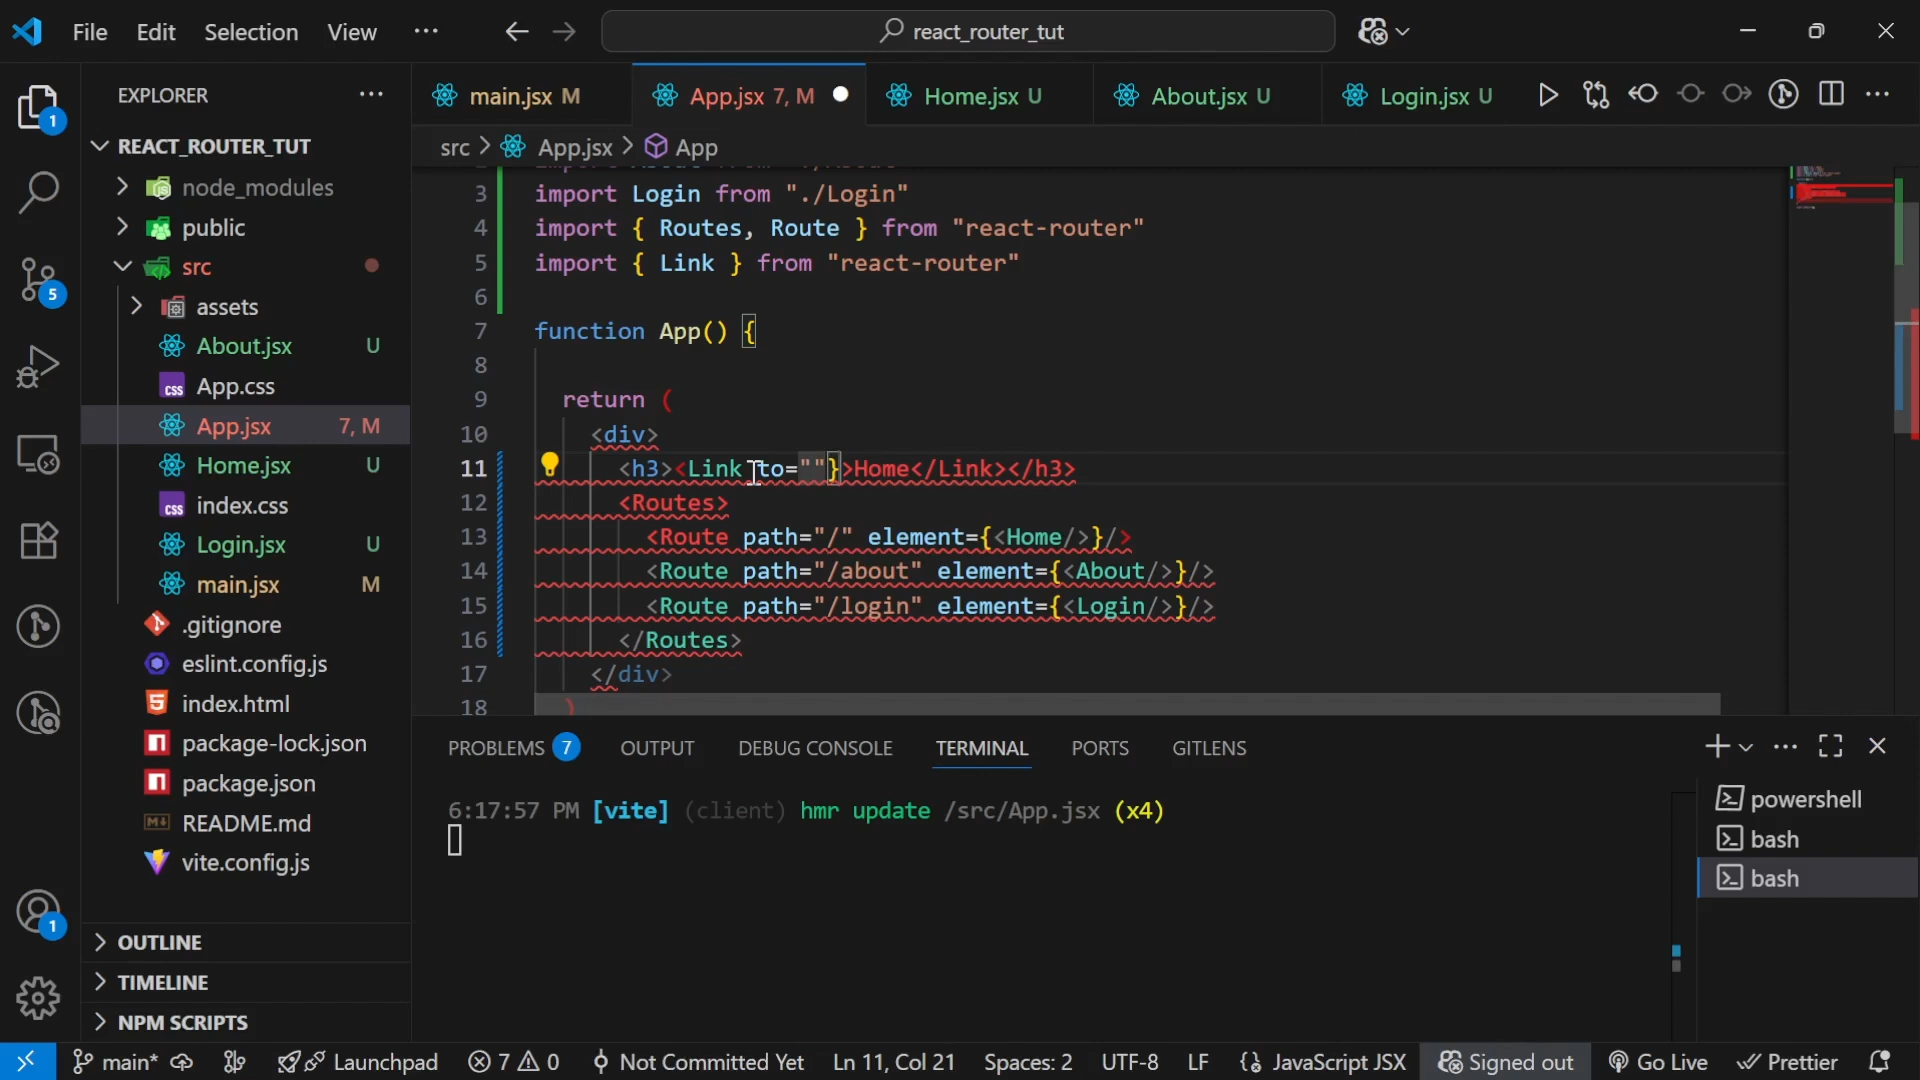 File Edit Selection View ··· react_router_tut
EXPLORER ···
REACT_ROUTER_TUT
node_modules
public
src
assets
About.jsx U
App.css
App.jsx 7, M
Home.jsx U
index.css
Login.jsx U
main.jsx M
.gitignore
eslint.config.js
index.html
package-lock.json
package.json
README.md
vite.config.js
OUTLINE
TIMELINE
NPM SCRIPTS
1
5
1
main.jsx M App.jsx 7, M Home.jsx U About.jsx U Login.jsx U
src > App.jsx > App
3 import Login from "./Login"
4 import { Routes, Route } from "react-router"
5 import { Link } from "react-router"
6
7 function App() {
8
9 return (
10 <div>
11 <h3><Link to=""}>Home</Link></h3>
12 <Routes>
13 <Route path="/" element={<Home/>}/>
14 <Route path="/about" element={<About/>}/>
15 <Route path="/login" element={<Login/>}/>
16 </Routes>
17 </div>
18 )
PROBLEMS 7 OUTPUT DEBUG CONSOLE TERMINAL PORTS GITLENS
6:17:57 PM [vite] (client) hmr update /src/App.jsx (x4)
powershell
bash
bash
main* Launchpad 7 0 Not Committed Yet Ln 11, Col 21 Spaces: 2 UTF-8 LF {} JavaScript JSX Signed out Go Live Prettier